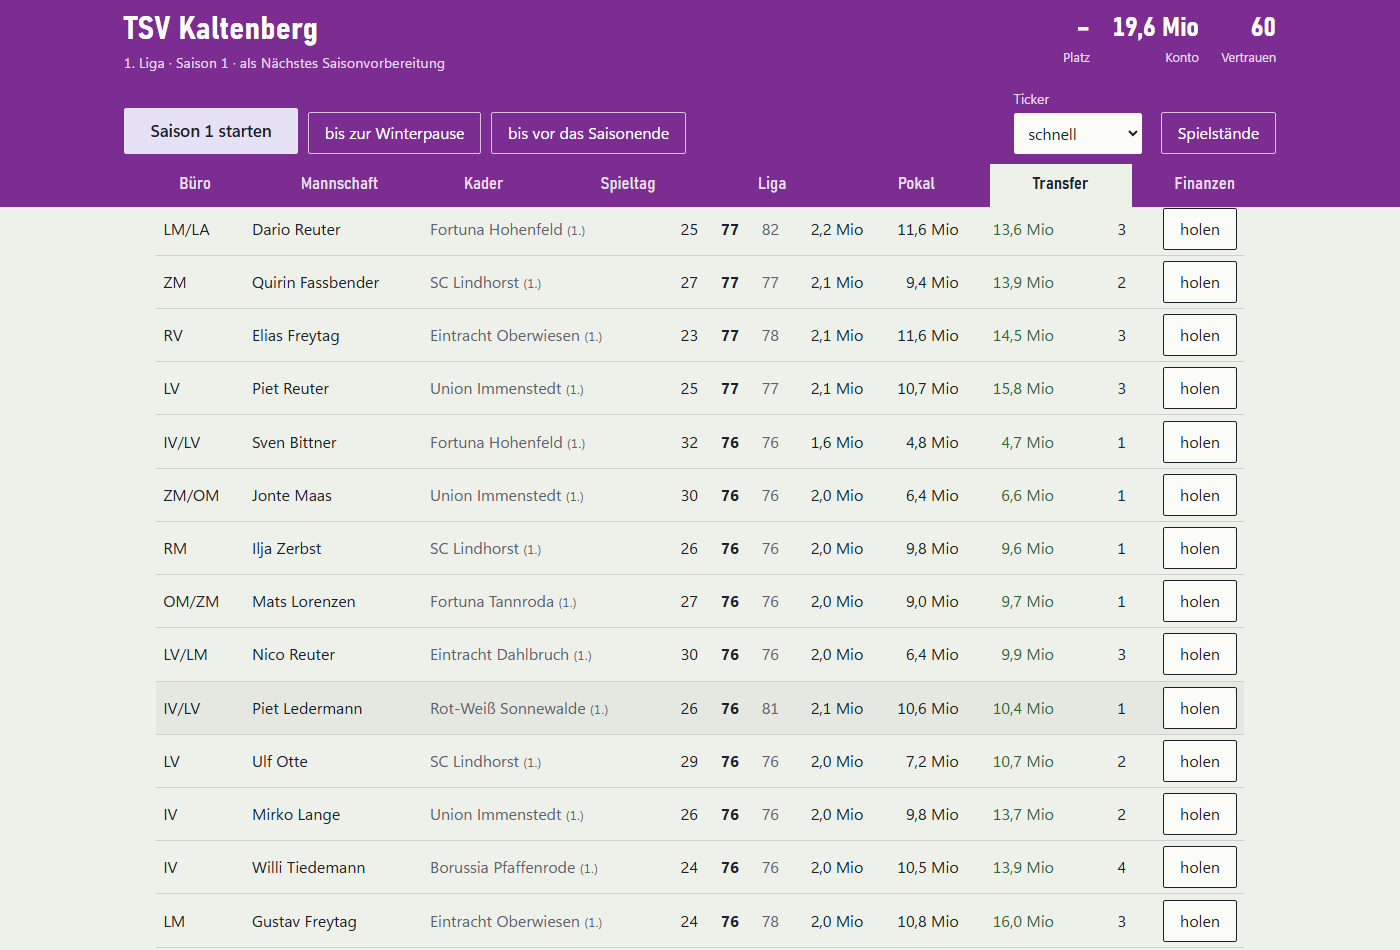 TSV Kaltenberg
1. Liga · Saison 1 · als Nächstes Saisonvorbereitung
– 19,6 Mio 60
Platz Konto Vertrauen
Ticker
Saison 1 starten bis zur Winterpause bis vor das Saisonende schnell Spielstände
Büro Mannschaft Kader Spieltag Liga Pokal Transfer Finanzen
LM/LA Dario Reuter Fortuna Hohenfeld (1.) 25 77 82 2,2 Mio 11,6 Mio 13,6 Mio 3 holen
ZM Quirin Fassbender SC Lindhorst (1.) 27 77 77 2,1 Mio 9,4 Mio 13,9 Mio 2 holen
RV Elias Freytag Eintracht Oberwiesen (1.) 23 77 78 2,1 Mio 11,6 Mio 14,5 Mio 3 holen
LV Piet Reuter Union Immenstedt (1.) 25 77 77 2,1 Mio 10,7 Mio 15,8 Mio 3 holen
IV/LV Sven Bittner Fortuna Hohenfeld (1.) 32 76 76 1,6 Mio 4,8 Mio 4,7 Mio 1 holen
ZM/OM Jonte Maas Union Immenstedt (1.) 30 76 76 2,0 Mio 6,4 Mio 6,6 Mio 1 holen
RM Ilja Zerbst SC Lindhorst (1.) 26 76 76 2,0 Mio 9,8 Mio 9,6 Mio 1 holen
OM/ZM Mats Lorenzen Fortuna Tannroda (1.) 27 76 76 2,0 Mio 9,0 Mio 9,7 Mio 1 holen
LV/LM Nico Reuter Eintracht Dahlbruch (1.) 30 76 76 2,0 Mio 6,4 Mio 9,9 Mio 3 holen
IV/LV Piet Ledermann Rot-Weiß Sonnewalde (1.) 26 76 81 2,1 Mio 10,6 Mio 10,4 Mio 1 holen
LV Ulf Otte SC Lindhorst (1.) 29 76 76 2,0 Mio 7,2 Mio 10,7 Mio 2 holen
IV Mirko Lange Union Immenstedt (1.) 26 76 76 2,0 Mio 9,8 Mio 13,7 Mio 2 holen
IV Willi Tiedemann Borussia Pfaffenrode (1.) 24 76 76 2,0 Mio 10,5 Mio 13,9 Mio 4 holen
LM Gustav Freytag Eintracht Oberwiesen (1.) 24 76 78 2,0 Mio 10,8 Mio 16,0 Mio 3 holen